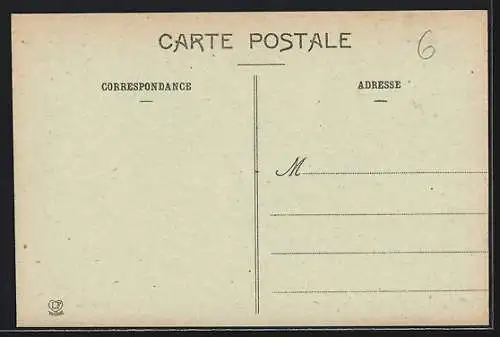 CARTE POSTALE
6
CORRESPONDANCE
ADRESSE
M